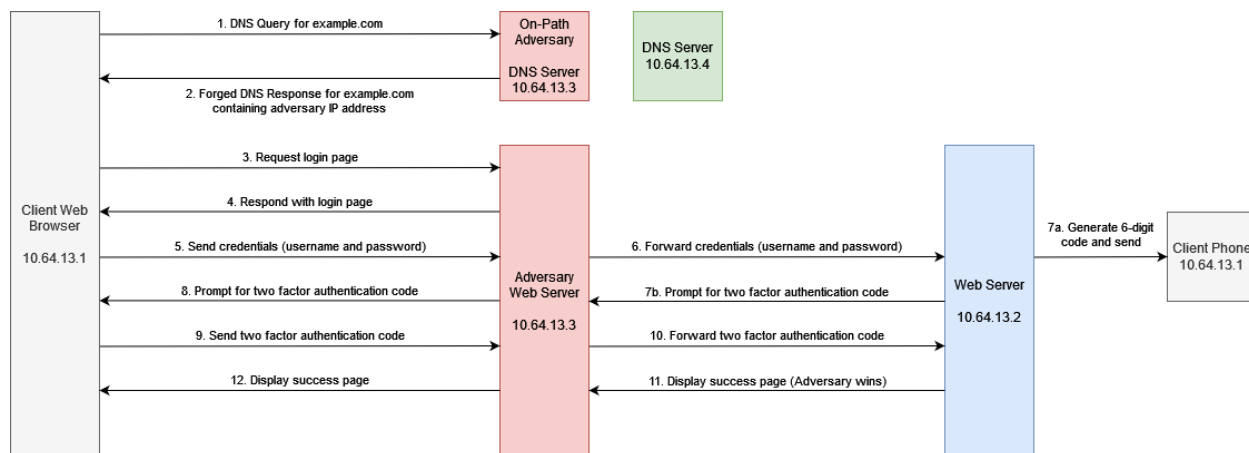 1. DNS Query for example.com
On-Path
Adversary
DNS Server
10.64.13.3
DNS Server
10.64.13.4
2. Forged DNS Response for example.com
containing adversary IP address
3. Request login page
4. Respond with login page
Client Web
Browser
10.64.13.1
5. Send credentials (username and password)
6. Forward credentials (username and password)
7a. Generate 6-digit
code and send
Client Phone
10.64.13.1
Adversary
Web Server
10.64.13.3
Web Server
10.64.13.2
8. Prompt for two factor authentication code
7b. Prompt for two factor authentication code
9. Send two factor authentication code
10. Forward two factor authentication code
12. Display success page
11. Display success page (Adversary wins)